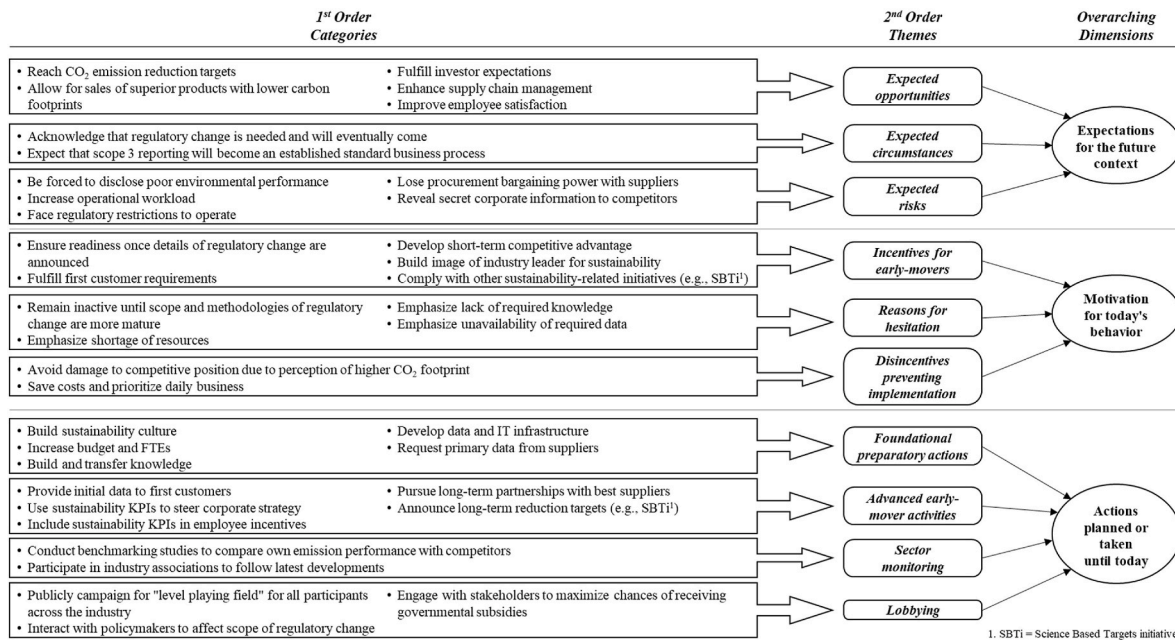 1st Order
Categories
2nd Order
Themes
Overarching
Dimensions
• Reach CO2 emission reduction targets
• Allow for sales of superior products with lower carbon
footprints
• Fulfill investor expectations
• Enhance supply chain management
• Improve employee satisfaction
Expected
opportunities
• Acknowledge that regulatory change is needed and will eventually come
• Expect that scope 3 reporting will become an established standard business process
Expected
circumstances
• Be forced to disclose poor environmental performance
• Increase operational workload
• Face regulatory restrictions to operate
• Lose procurement bargaining power with suppliers
• Reveal secret corporate information to competitors
Expected
risks
Expectations
for the future
context
• Ensure readiness once details of regulatory change are
announced
• Fulfill first customer requirements
• Develop short-term competitive advantage
• Build image of industry leader for sustainability
• Comply with other sustainability-related initiatives (e.g., SBTi1)
Incentives for
early-movers
• Remain inactive until scope and methodologies of regulatory
change are more mature
• Emphasize shortage of resources
• Emphasize lack of required knowledge
• Emphasize unavailability of required data
Reasons for
hesitation
• Avoid damage to competitive position due to perception of higher CO2 footprint
• Save costs and prioritize daily business
Disincentives
preventing
implementation
Motivation
for today's
behavior
• Build sustainability culture
• Increase budget and FTEs
• Build and transfer knowledge
• Develop data and IT infrastructure
• Request primary data from suppliers
Foundational
preparatory actions
• Provide initial data to first customers
• Use sustainability KPIs to steer corporate strategy
• Include sustainability KPIs in employee incentives
• Pursue long-term partnerships with best suppliers
• Announce long-term reduction targets (e.g., SBTi1)
Advanced early-
mover activities
• Conduct benchmarking studies to compare own emission performance with competitors
• Participate in industry associations to follow latest developments
Sector
monitoring
• Publicly campaign for "level playing field" for all participants
across the industry
• Interact with policymakers to affect scope of regulatory change
• Engage with stakeholders to maximize chances of receiving
governmental subsidies
Lobbying
Actions
planned or
taken
until today
1. SBTi = Science Based Targets initiative